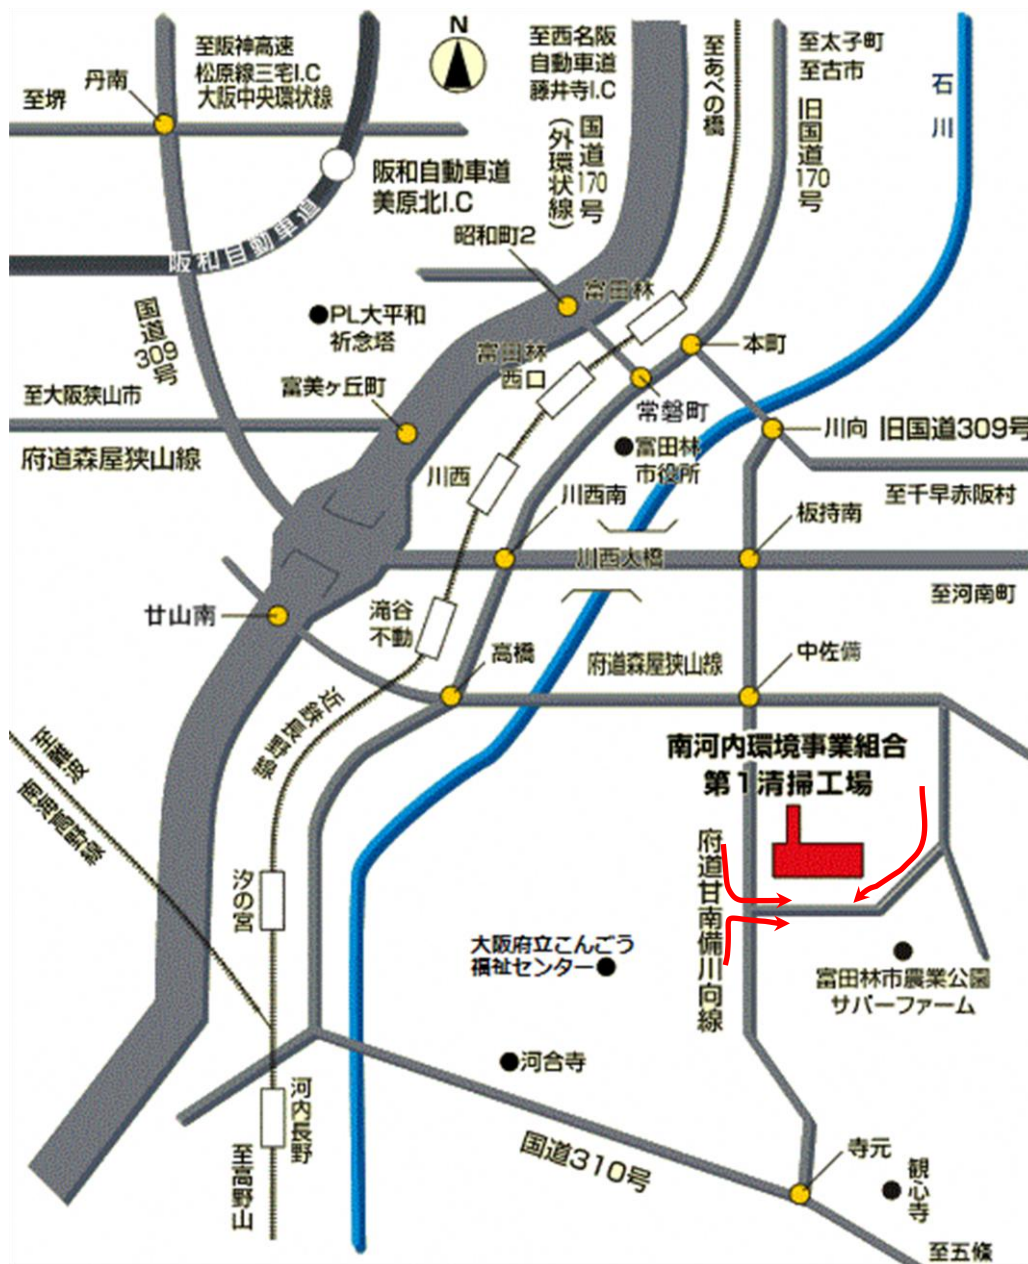 N
至阪神高速
松原線三宅I.C
大阪中央環状線
至西名阪
自動車道
藤井寺I.C
至あべの橋
至太子町
至古市
旧国道170号
石川
至堺
丹南
国道170号
(外環状線)
阪和自動車道
美原北I.C
阪和自動車道
昭和町2
富田林
国道309号
PL大平和
祈念塔
富田林
西口
本町
至大阪狭山市
富美ヶ丘町
常磐町
川向
旧国道309号
府道森屋狭山線
川西
富田林
市役所
至千早赤阪村
川西南
板持南
川西大橋
至河南町
廿山南
滝谷
不動
高橋
府道森屋狭山線
中佐備
近鉄長野線
至難波
南海高野線
南河内環境事業組合
第1清掃工場
府道甘南備川向線
汐の宮
大阪府立こんごう
福祉センター
富田林市農業公園
サバーファーム
河合寺
河内長野
至高野山
国道310号
寺元
観心寺
至五條